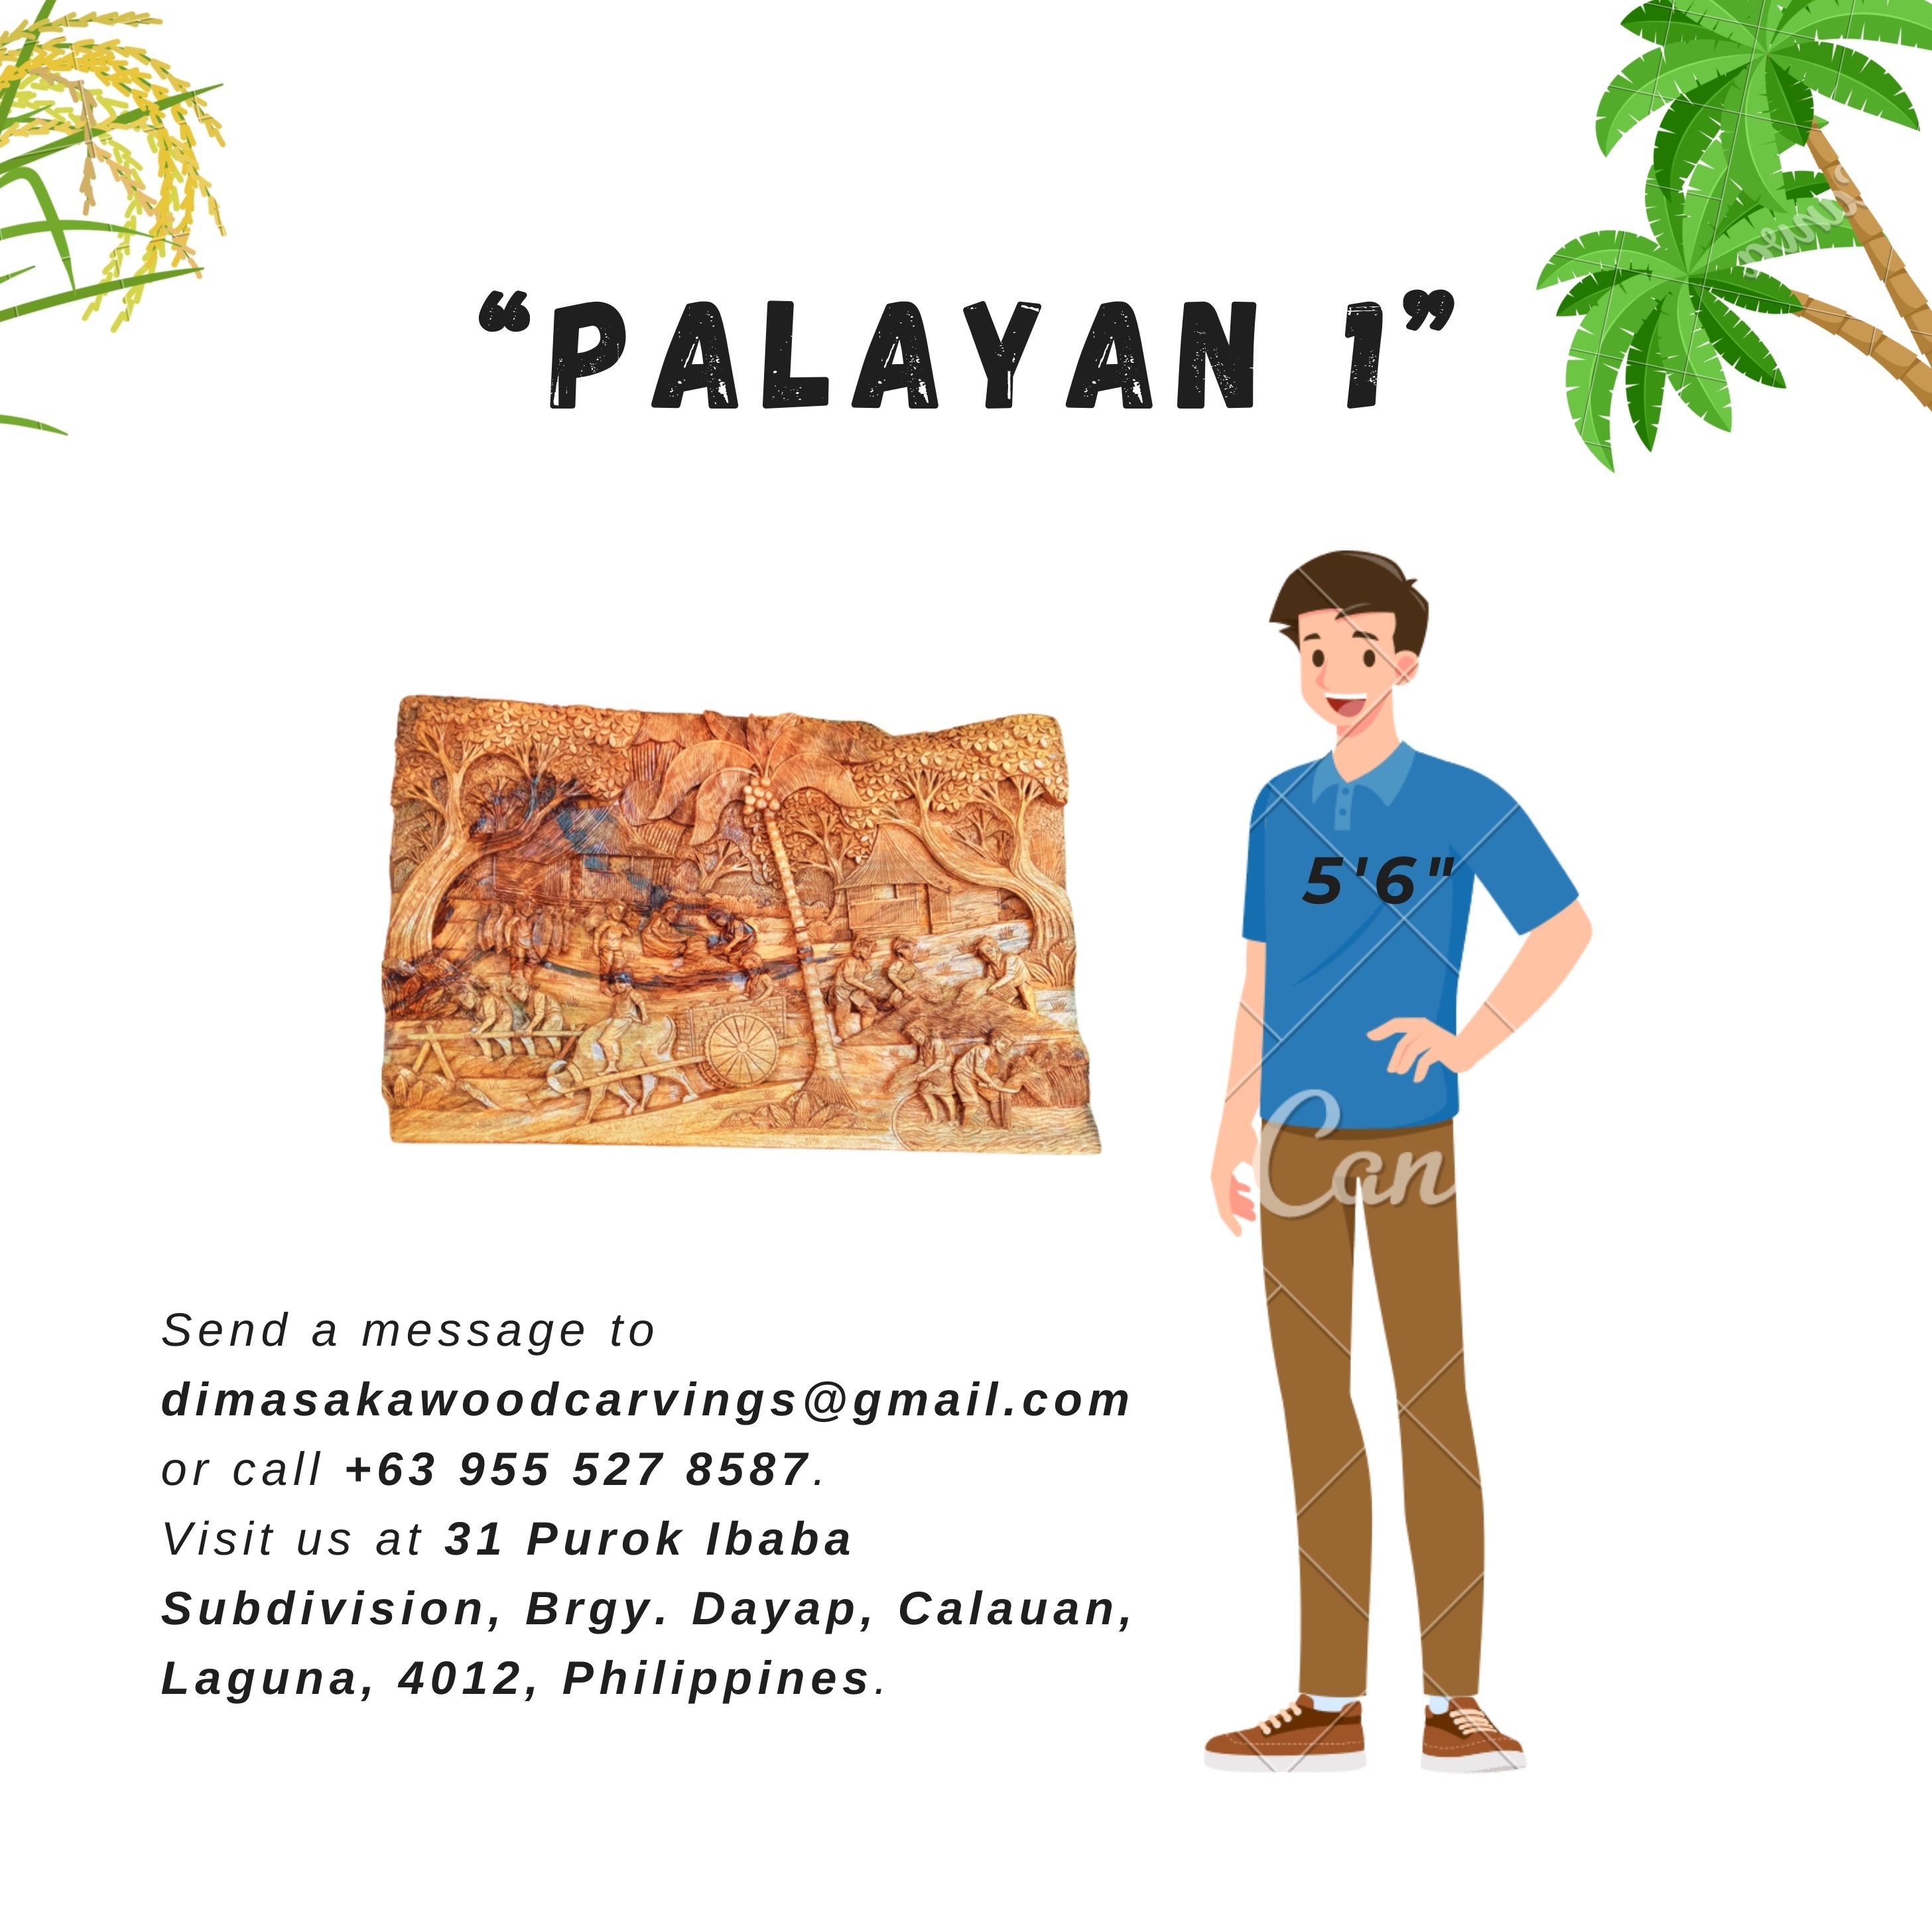 “PALAYAN 1”
5'6"
Can
Send a message to
dimasakawoodcarvings@gmail.com
or call +63 955 527 8587.
Visit us at 31 Purok Ibaba
Subdivision, Brgy. Dayap, Calauan,
Laguna, 4012, Philippines.